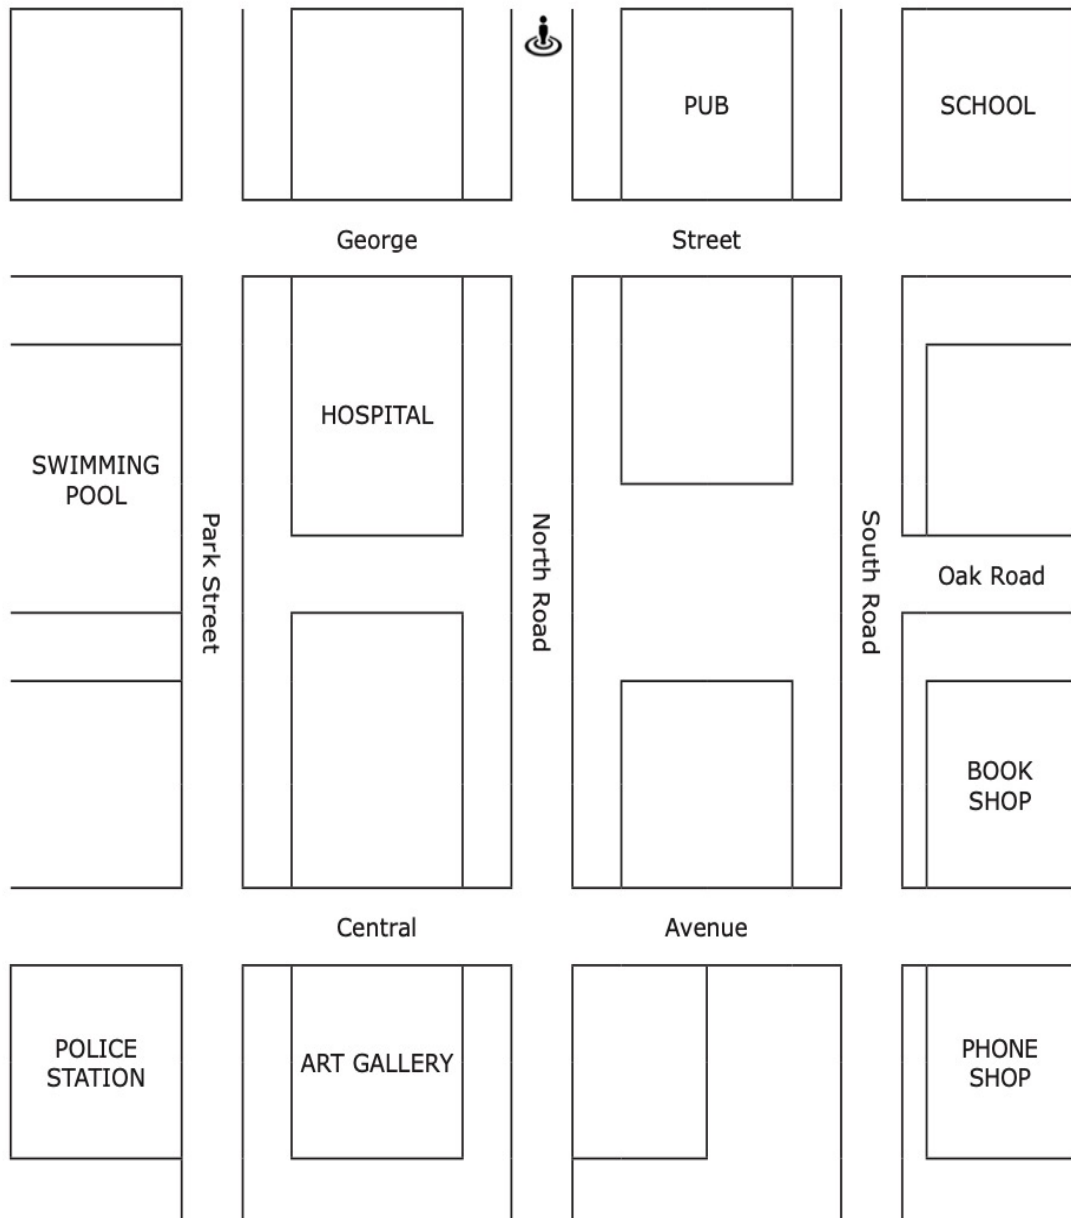 PUB
SCHOOL
George
Street
HOSPITAL
SWIMMING
POOL
Park Street
North Road
South Road
Oak Road
BOOK
SHOP
Central
Avenue
POLICE
STATION
ART GALLERY
PHONE
SHOP